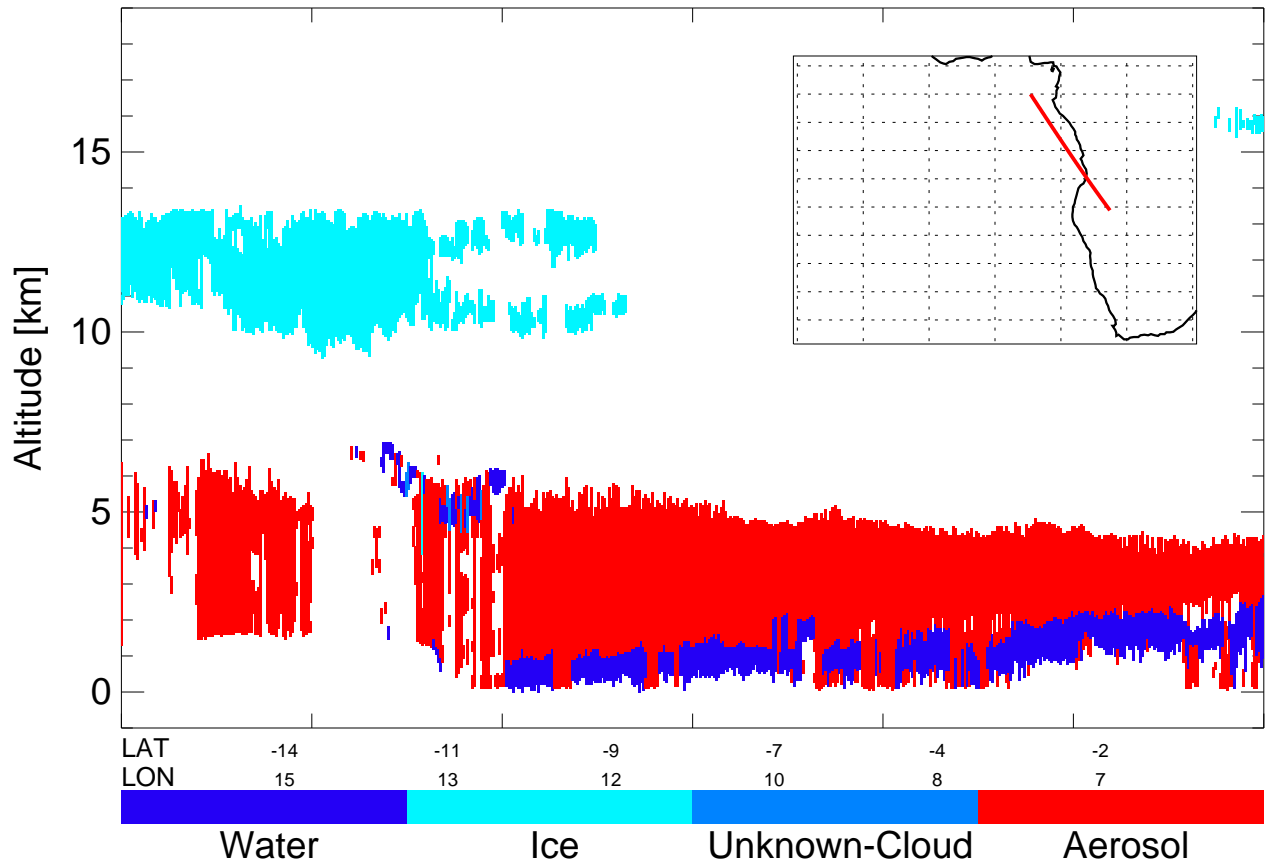 15
10
5
0
Altitude [km]
LAT -14 -11 -9 -7 -4 -2
LON 15 13 12 10 8 7
Water Ice Unknown-Cloud Aerosol